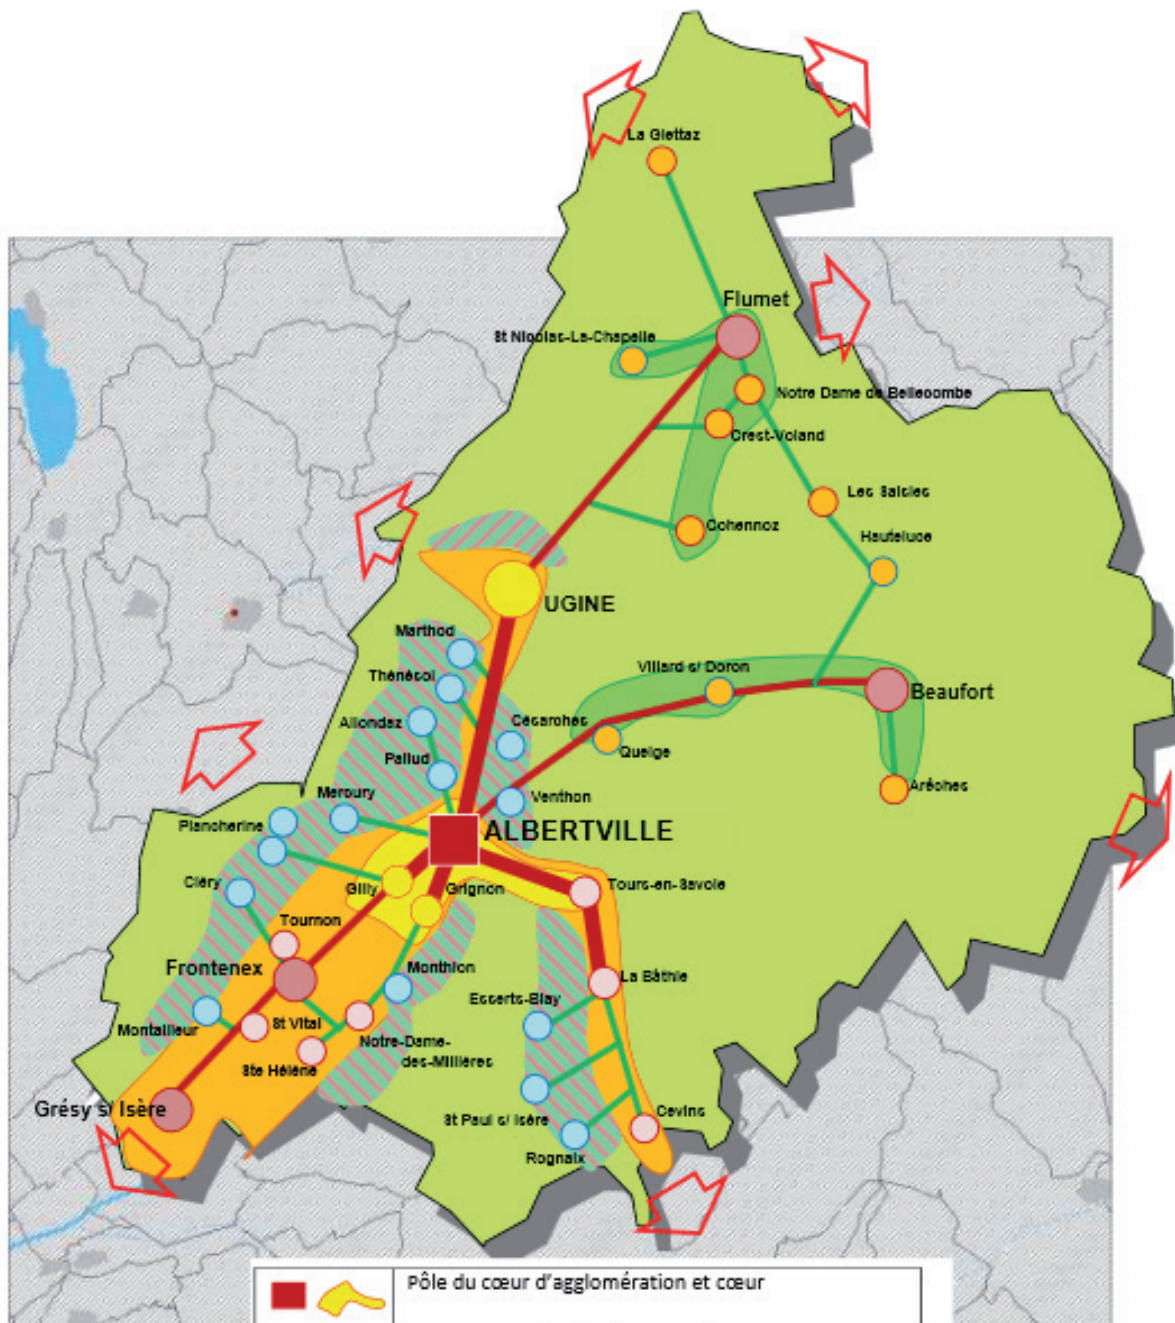 La Giettaz
Flumet
St Nicolas-La-Chapelle
Notre Dame de Bellecombe
Crest-Voland
Les Saisies
Cohennoz
Hauteluce
UGINE
Marthod
Villard s/ Doron
Thénésol
Beaufort
Allondaz
Césarches
Queige
Pallud
Arêches
Mercury
Venthon
Plancherine
ALBERTVILLE
Cléry
Gilly
Grignon
Tours-en-Savoie
Tournon
Frontenex
Monthion
La Bâthie
Esserts-Blay
Montailleur
St Vital
Notre-Dame-
des-Millières
Ste Hélène
Grésy s/ Isère
St Paul s/ Isère
Cevins
Rognaix
Pôle du cœur d'agglomération et cœur